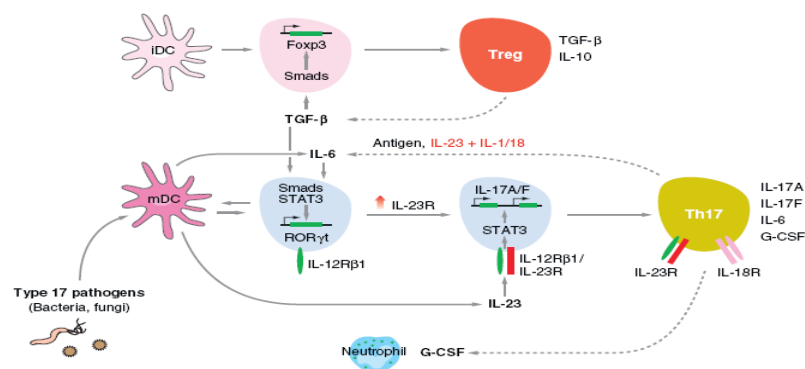 iDC
Foxp3
Smads
Treg
TGF-β
IL-10
TGF-β
IL-6
Antigen, IL-23 + IL-1/18
mDC
Smads
STAT3
RORγt
IL-12Rβ1
IL-23R
IL-17A/F
STAT3
IL-12Rβ1/
IL-23R
IL-23
Th17
IL-17A
IL-17F
IL-6
G-CSF
IL-23R
IL-18R
Type 17 pathogens
(Bacteria, fungi)
Neutrophil G-CSF